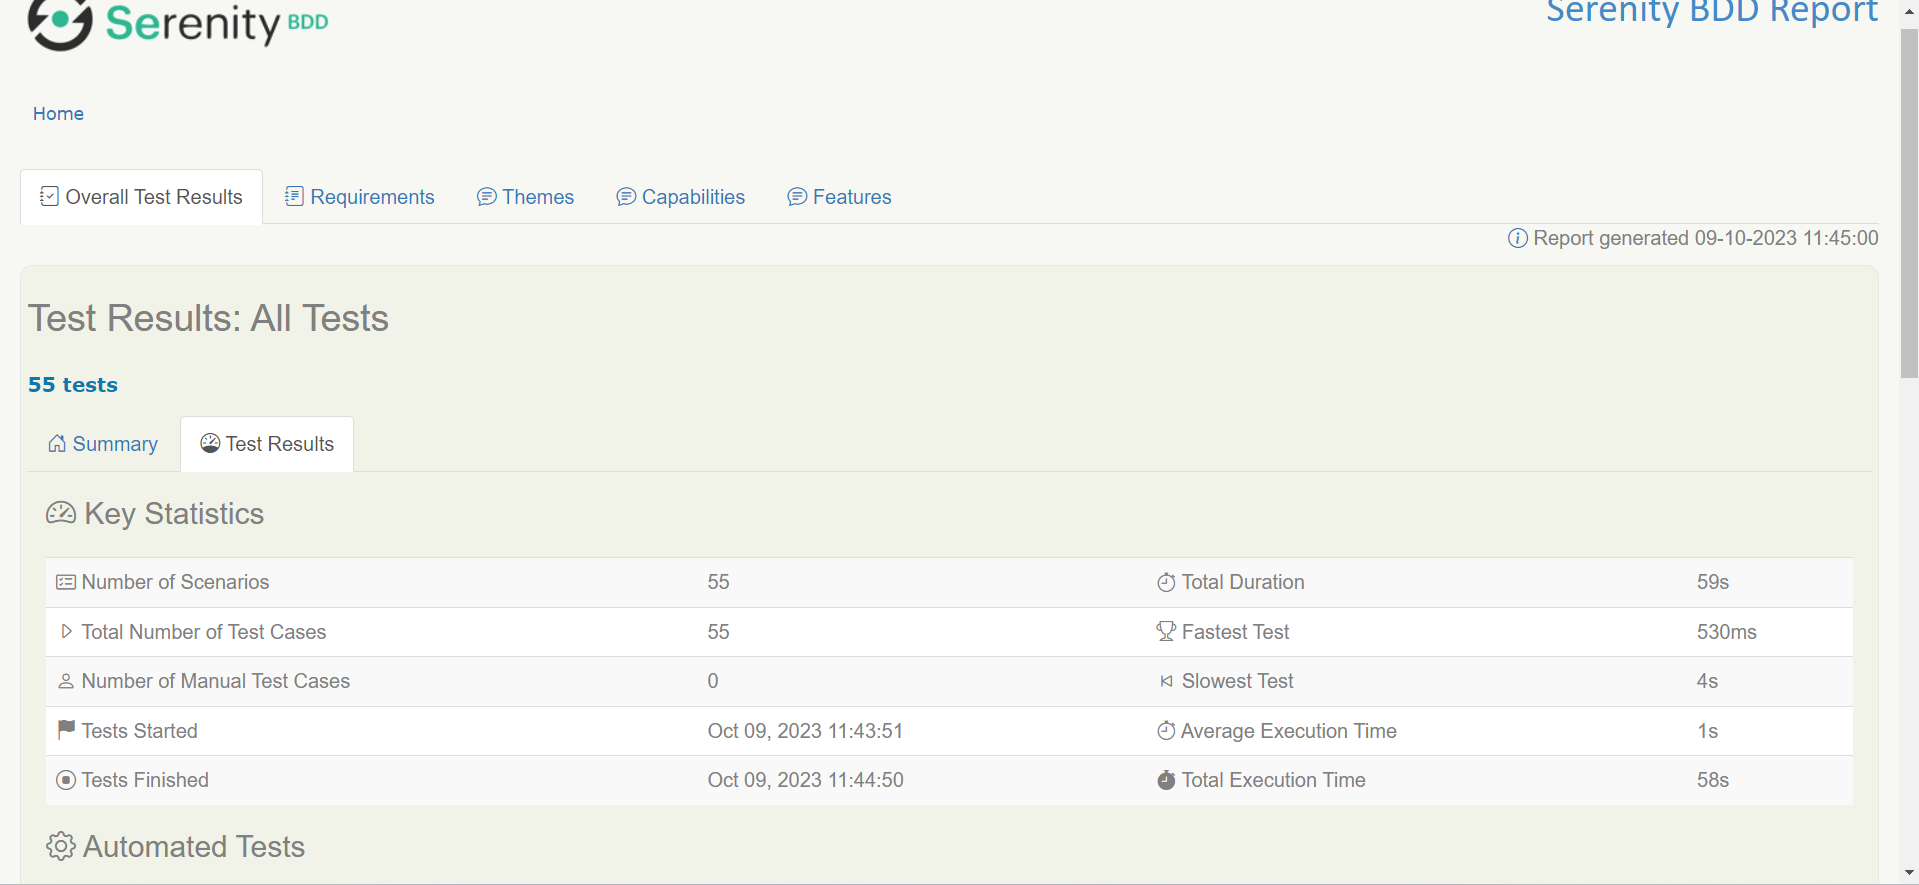 Serenity BDD
Serenity BDD Report
Home
Overall Test Results
Requirements
Themes
Capabilities
Features
Report generated 09-10-2023 11:45:00
Test Results: All Tests
55 tests
Summary
Test Results
Key Statistics
Number of Scenarios 55 Total Duration 59s
Total Number of Test Cases 55 Fastest Test 530ms
Number of Manual Test Cases 0 Slowest Test 4s
Tests Started Oct 09, 2023 11:43:51 Average Execution Time 1s
Tests Finished Oct 09, 2023 11:44:50 Total Execution Time 58s
Automated Tests